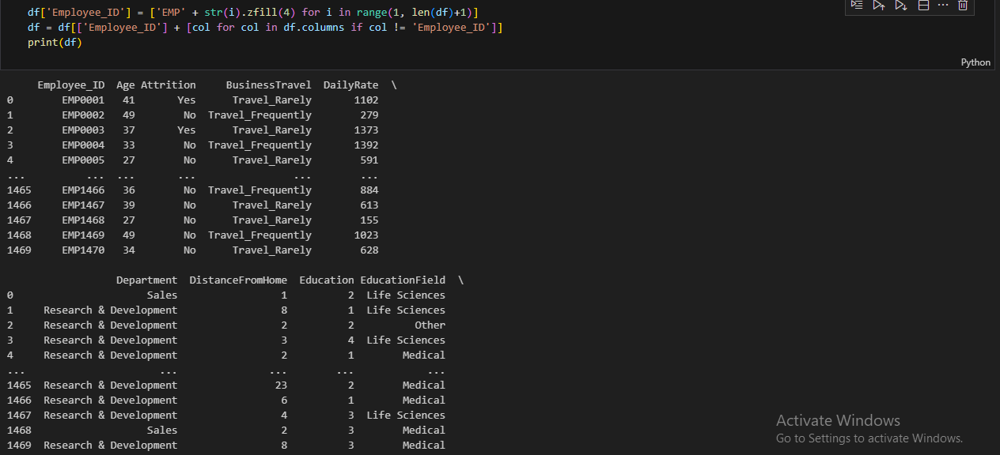 df['Employee_ID'] = ['EMP' + str(i).zfill(4) for i in range(1, len(df)+1)]
df = df[['Employee_ID'] + [col for col in df.columns if col != 'Employee_ID']]
print(df)
Python
     Employee_ID  Age Attrition     BusinessTravel  DailyRate  \
0        EMP0001   41       Yes      Travel_Rarely       1102
1        EMP0002   49        No  Travel_Frequently        279
2        EMP0003   37       Yes      Travel_Rarely       1373
3        EMP0004   33        No  Travel_Frequently       1392
4        EMP0005   27        No      Travel_Rarely        591
...          ...  ...       ...                ...        ...
1465     EMP1466   36        No  Travel_Frequently        884
1466     EMP1467   39        No      Travel_Rarely        613
1467     EMP1468   27        No      Travel_Rarely        155
1468     EMP1469   49        No  Travel_Frequently       1023
1469     EMP1470   34        No      Travel_Rarely        628
                  Department  DistanceFromHome  Education EducationField  \
0                      Sales                 1          2  Life Sciences
1     Research & Development                 8          1  Life Sciences
2     Research & Development                 2          2          Other
3     Research & Development                 3          4  Life Sciences
4     Research & Development                 2          1        Medical
...                      ...               ...        ...            ...
1465  Research & Development                23          2        Medical
1466  Research & Development                 6          1        Medical
1467  Research & Development                 4          3  Life Sciences
1468                   Sales                 2          3        Medical
1469  Research & Development                 8          3        Medical
Activate Windows
Go to Settings to activate Windows.